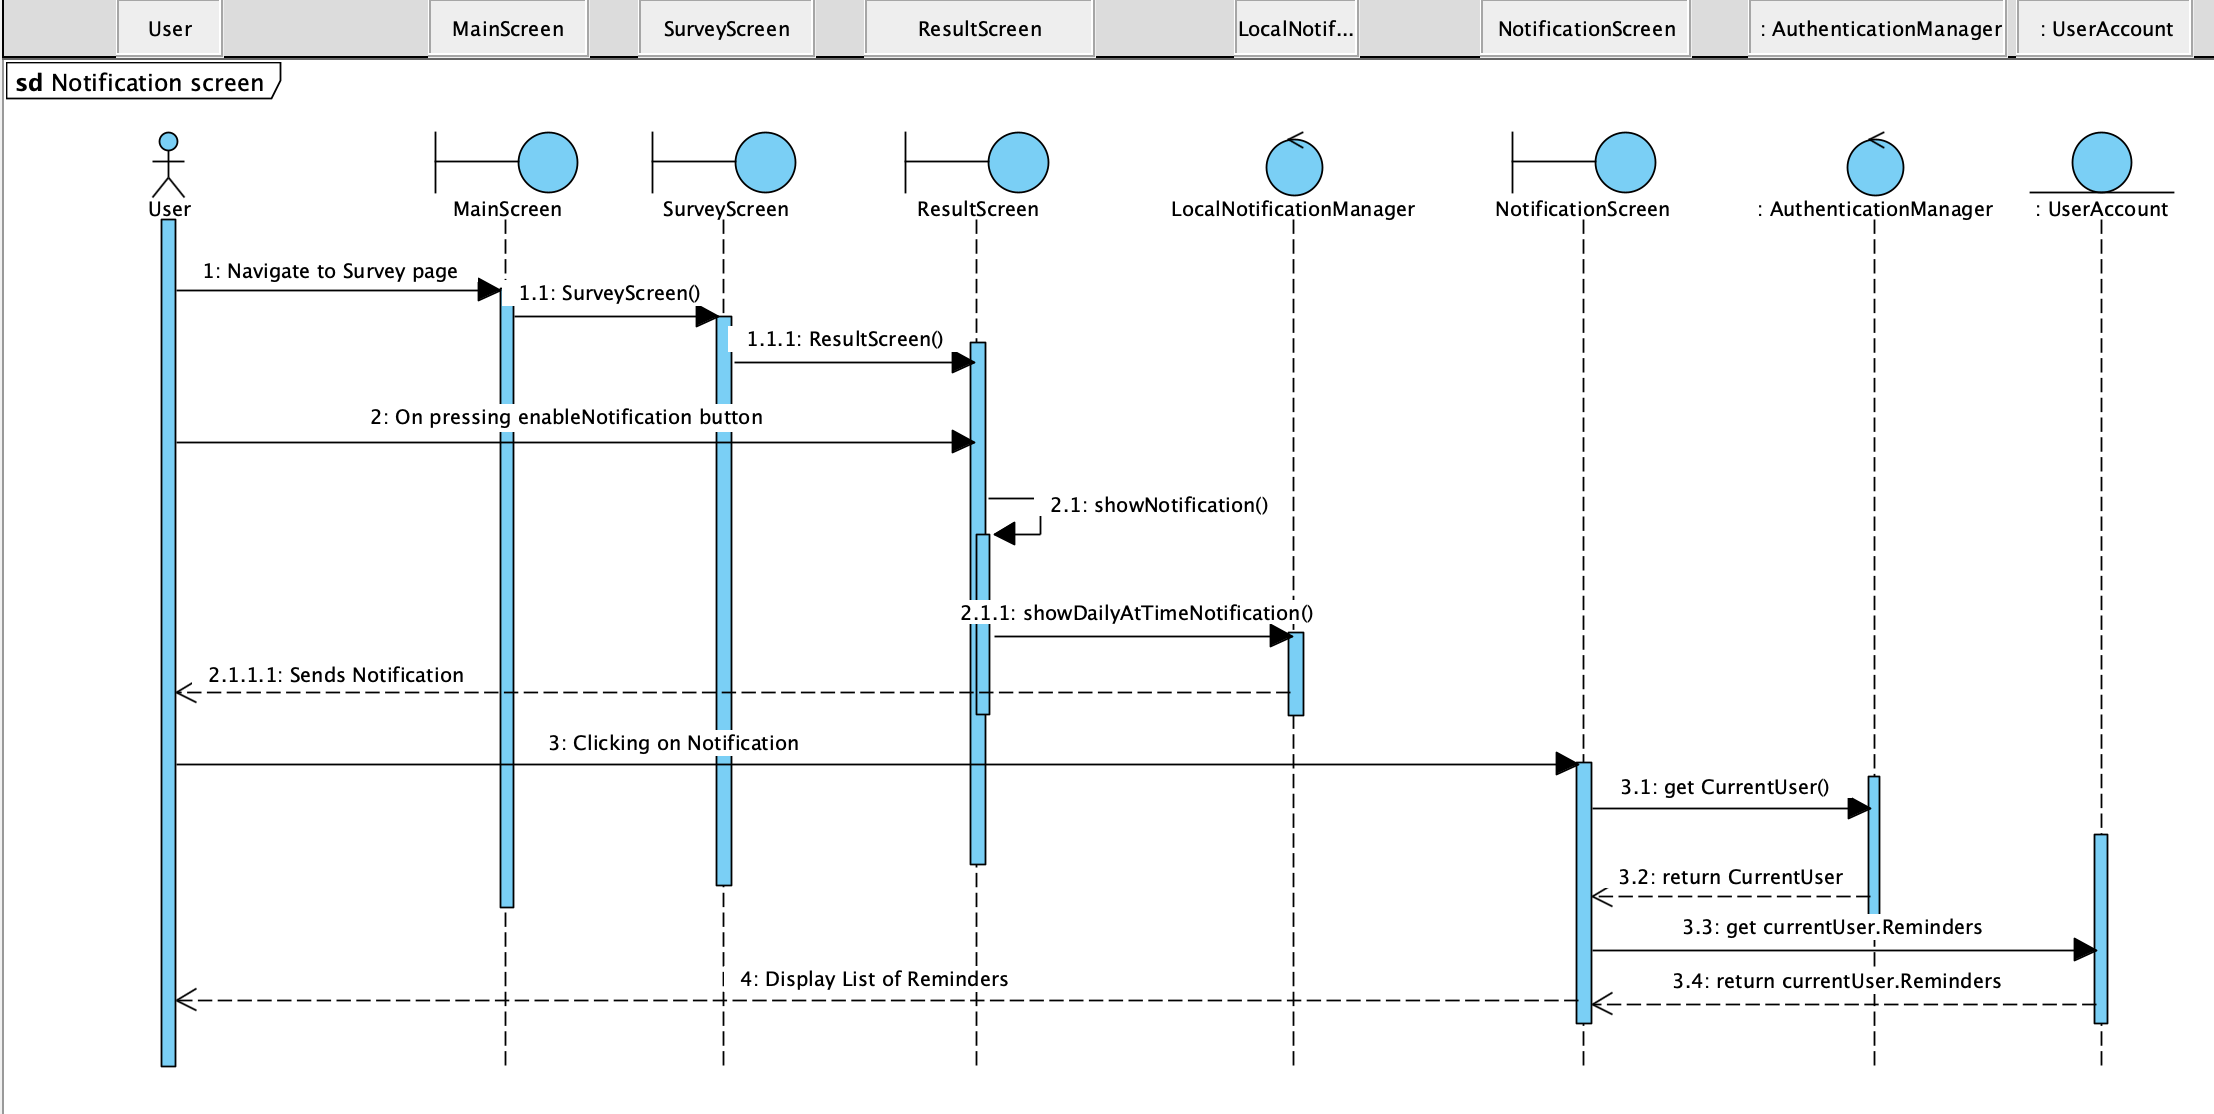 User
MainScreen
SurveyScreen
ResultScreen
LocalNotif...
NotificationScreen
: AuthenticationManager
: UserAccount
sd Notification screen
User
MainScreen
SurveyScreen
ResultScreen
LocalNotificationManager
NotificationScreen
: AuthenticationManager
: UserAccount
1: Navigate to Survey page
1.1: SurveyScreen()
1.1.1: ResultScreen()
2: On pressing enableNotification button
2.1: showNotification()
2.1.1: showDailyAtTimeNotification()
2.1.1.1: Sends Notification
3: Clicking on Notification
3.1: get CurrentUser()
3.2: return CurrentUser
3.3: get currentUser.Reminders
4: Display List of Reminders
3.4: return currentUser.Reminders